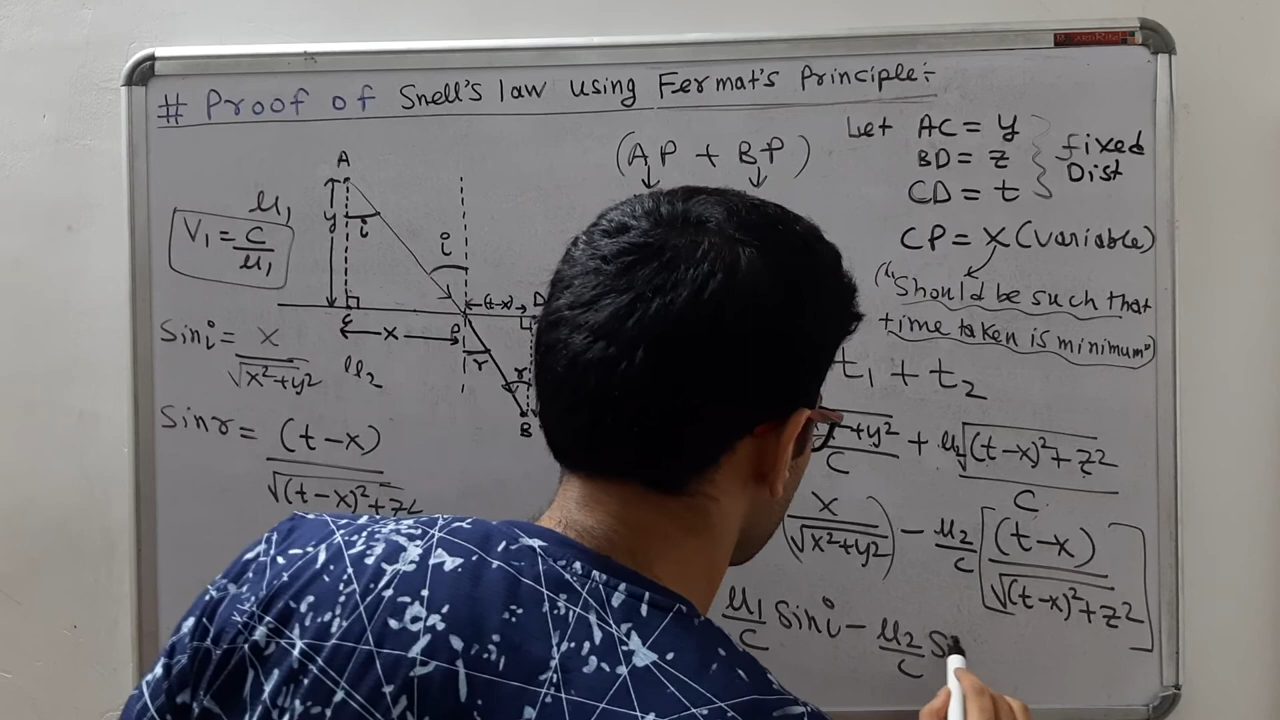 # Proof of Snell's law using Fermat's Principle:-
(AP + BP)
Let AC = y
BD = z
CD = t
fixed Dist
CP = x (variable)
("Should be such that
time taken is minimum")
A
μ1
V1 = c/μ1
y
i
i
(t-x)
D
C
x
P
r
r
μ2
B
Sin i = x/√x²+y²
Sin r = (t-x)/√(t-x)²+z²
t1 + t2
x²+y²/c + μ2√(t-x)²+z²/c
(x/√x²+y²) - μ2/c [(t-x)/√(t-x)²+z²]
μ1/c Sin i - μ2/c S